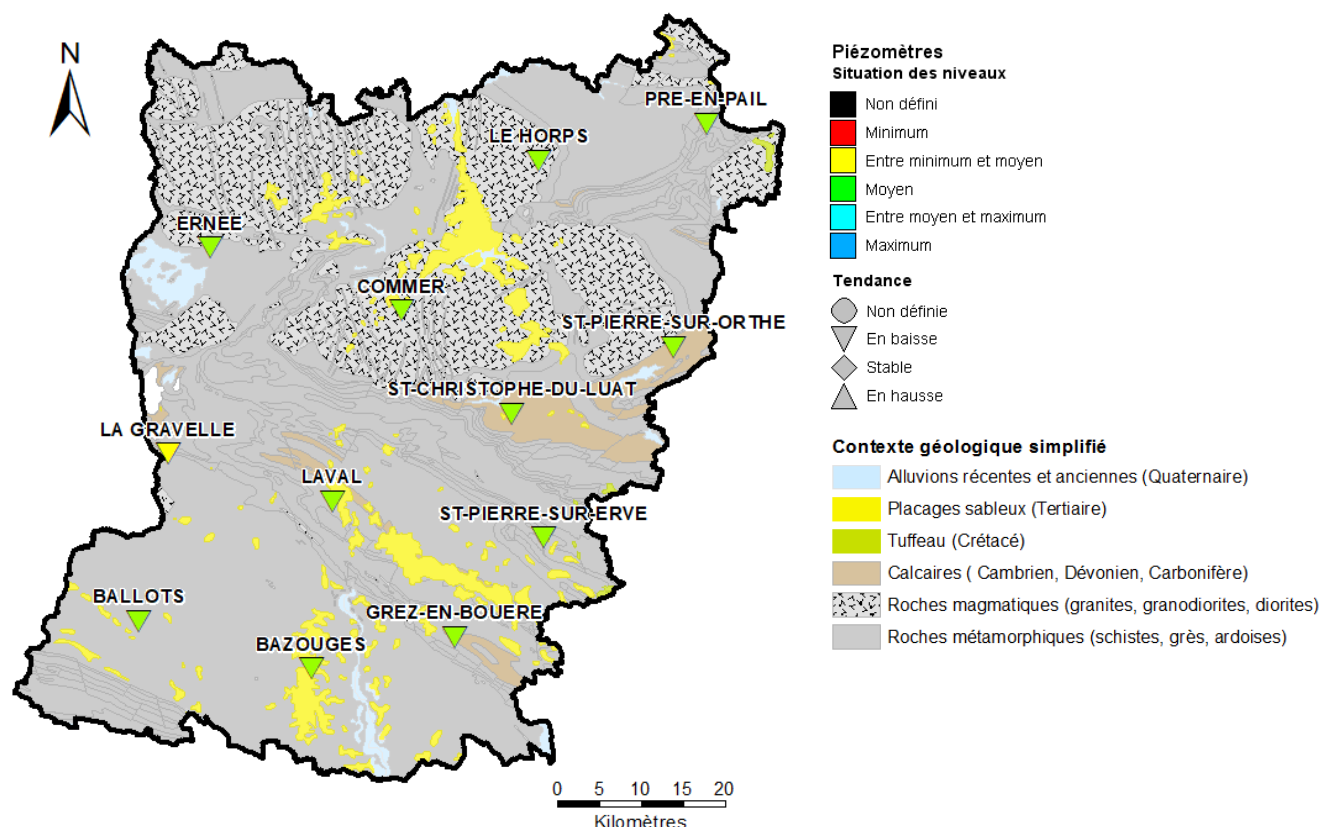 N
PRE-EN-PAIL
LE HORPS
ERNEE
COMMER
ST-PIERRE-SUR-ORTHE
ST-CHRISTOPHE-DU-LUAT
LA GRAVELLE
LAVAL
ST-PIERRE-SUR-ERVE
BALLOTS
GREZ-EN-BOUERE
BAZOUGES
0 5 10 15 20
Kilomètres
Piézomètres
Situation des niveaux
Non défini
Minimum
Entre minimum et moyen
Moyen
Entre moyen et maximum
Maximum
Tendance
Non définie
En baisse
Stable
En hausse
Contexte géologique simplifié
Alluvions récentes et anciennes (Quaternaire)
Placages sableux (Tertiaire)
Tuffeau (Crétacé)
Calcaires ( Cambrien, Dévonien, Carbonifère)
Roches magmatiques (granites, granodiorites, diorites)
Roches métamorphiques (schistes, grès, ardoises)